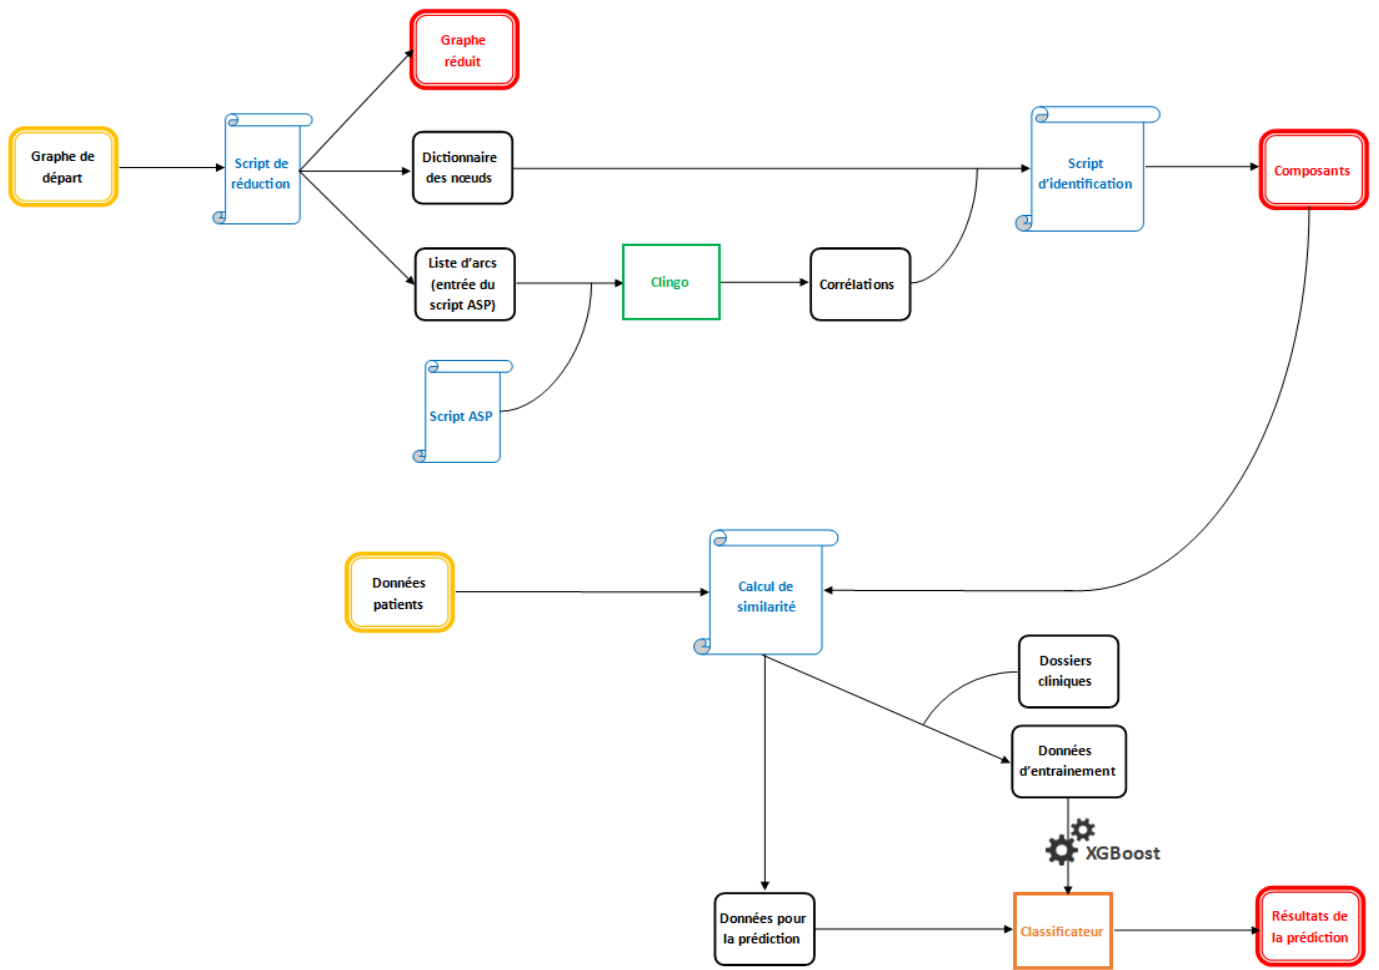 Graphe
réduit
Graphe de
départ
Script de
réduction
Dictionnaire
des nœuds
Script
d'identification
Composants
Liste d'arcs
(entrée du
script ASP)
Clingo
Corrélations
Script ASP
Données
patients
Calcul de
similarité
Dossiers
cliniques
Données
d'entrainement
XGBoost
Données pour
la prédiction
Classificateur
Résultats de
la prédiction